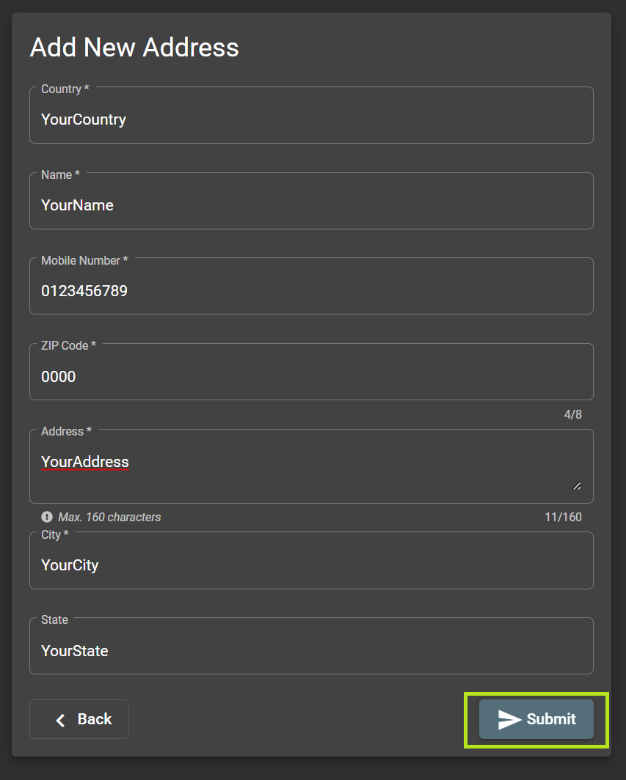 Add New Address
Country *
YourCountry
Name *
YourName
Mobile Number *
0123456789
ZIP Code *
0000
4/8
Address *
YourAddress
Max. 160 characters 11/160
City *
YourCity
State
YourState
Back Submit